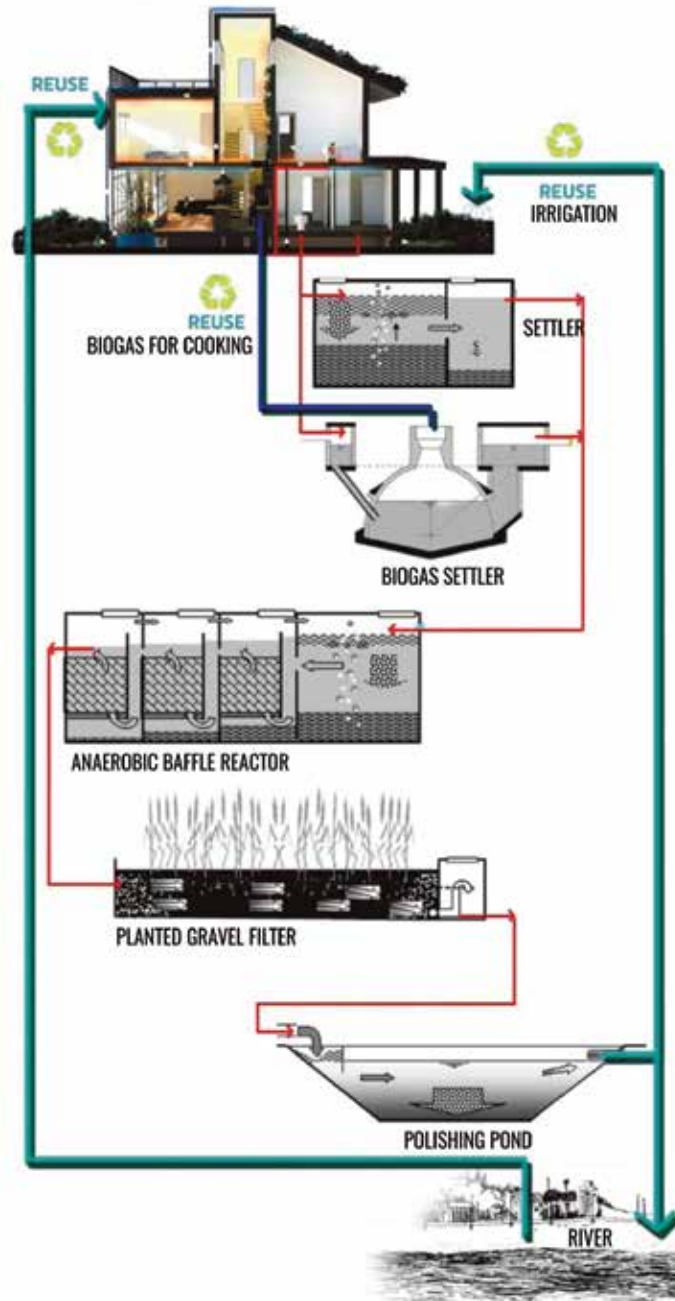 REUSE
REUSE
IRRIGATION
REUSE
BIOGAS FOR COOKING
SETTLER
BIOGAS SETTLER
ANAEROBIC BAFFLE REACTOR
PLANTED GRAVEL FILTER
POLISHING POND
RIVER